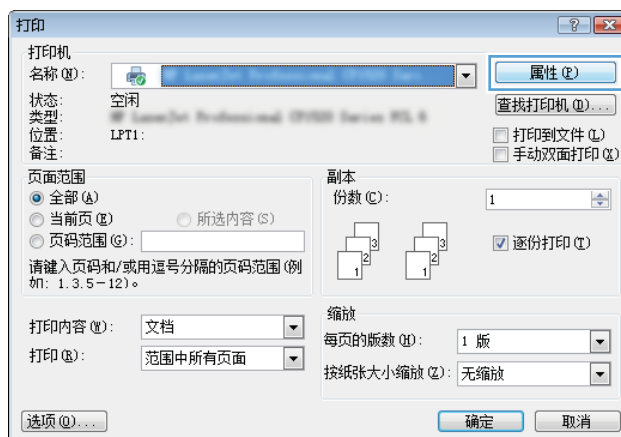 打印
打印机
名称(N):
属性(P)
状态: 空闲
类型:
查找打印机(D)...
位置: LPT1:
打印到文件(L)
备注:
手动双面打印(X)
页面范围
全部(A)
当前页(E) 所选内容(S)
页码范围(G):
请键入页码和/或用逗号分隔的页码范围(例
如: 1.3.5-12)。
副本
份数(C): 1
3
2
1
3
2
1
逐份打印(T)
打印内容(W): 文档
打印(R): 范围中所有页面
缩放
每页的版数(H): 1 版
按纸张大小缩放(Z): 无缩放
选项(O)...
确定
取消